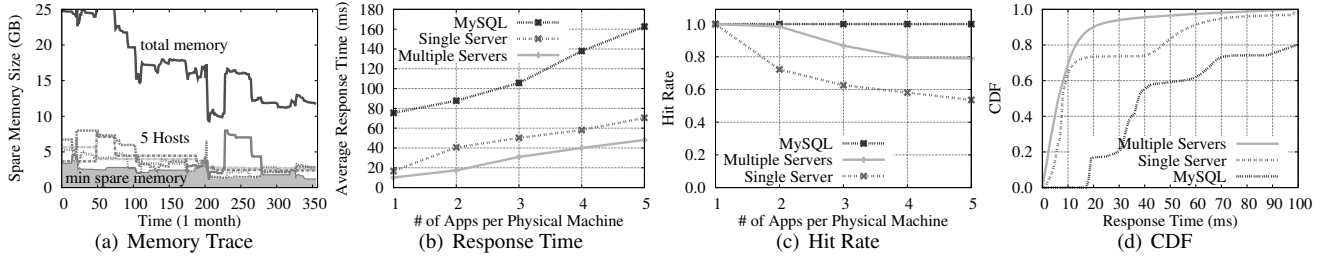 Spare Memory Size (GB)
25
20
15
10
5
0
total memory
5 Hosts
min spare memory
0 50 100 150 200 250 300 350
Time (1 month)
(a) Memory Trace
Average Response Time (ms)
180
160
140
120
100
80
60
40
20
0
MySQL
Single Server
Multiple Servers
1 2 3 4 5
# of Apps per Physical Machine
(b) Response Time
Hit Rate
1.0
0.8
0.6
0.4
0.2
0.0
MySQL
Multiple Servers
Single Server
1 2 3 4 5
# of Apps per Physical Machine
(c) Hit Rate
CDF
1.0
0.8
0.6
0.4
0.2
0.0
Multiple Servers
Single Server
MySQL
0 10 20 30 40 50 60 70 80 90 100
Response Time (ms)
(d) CDF